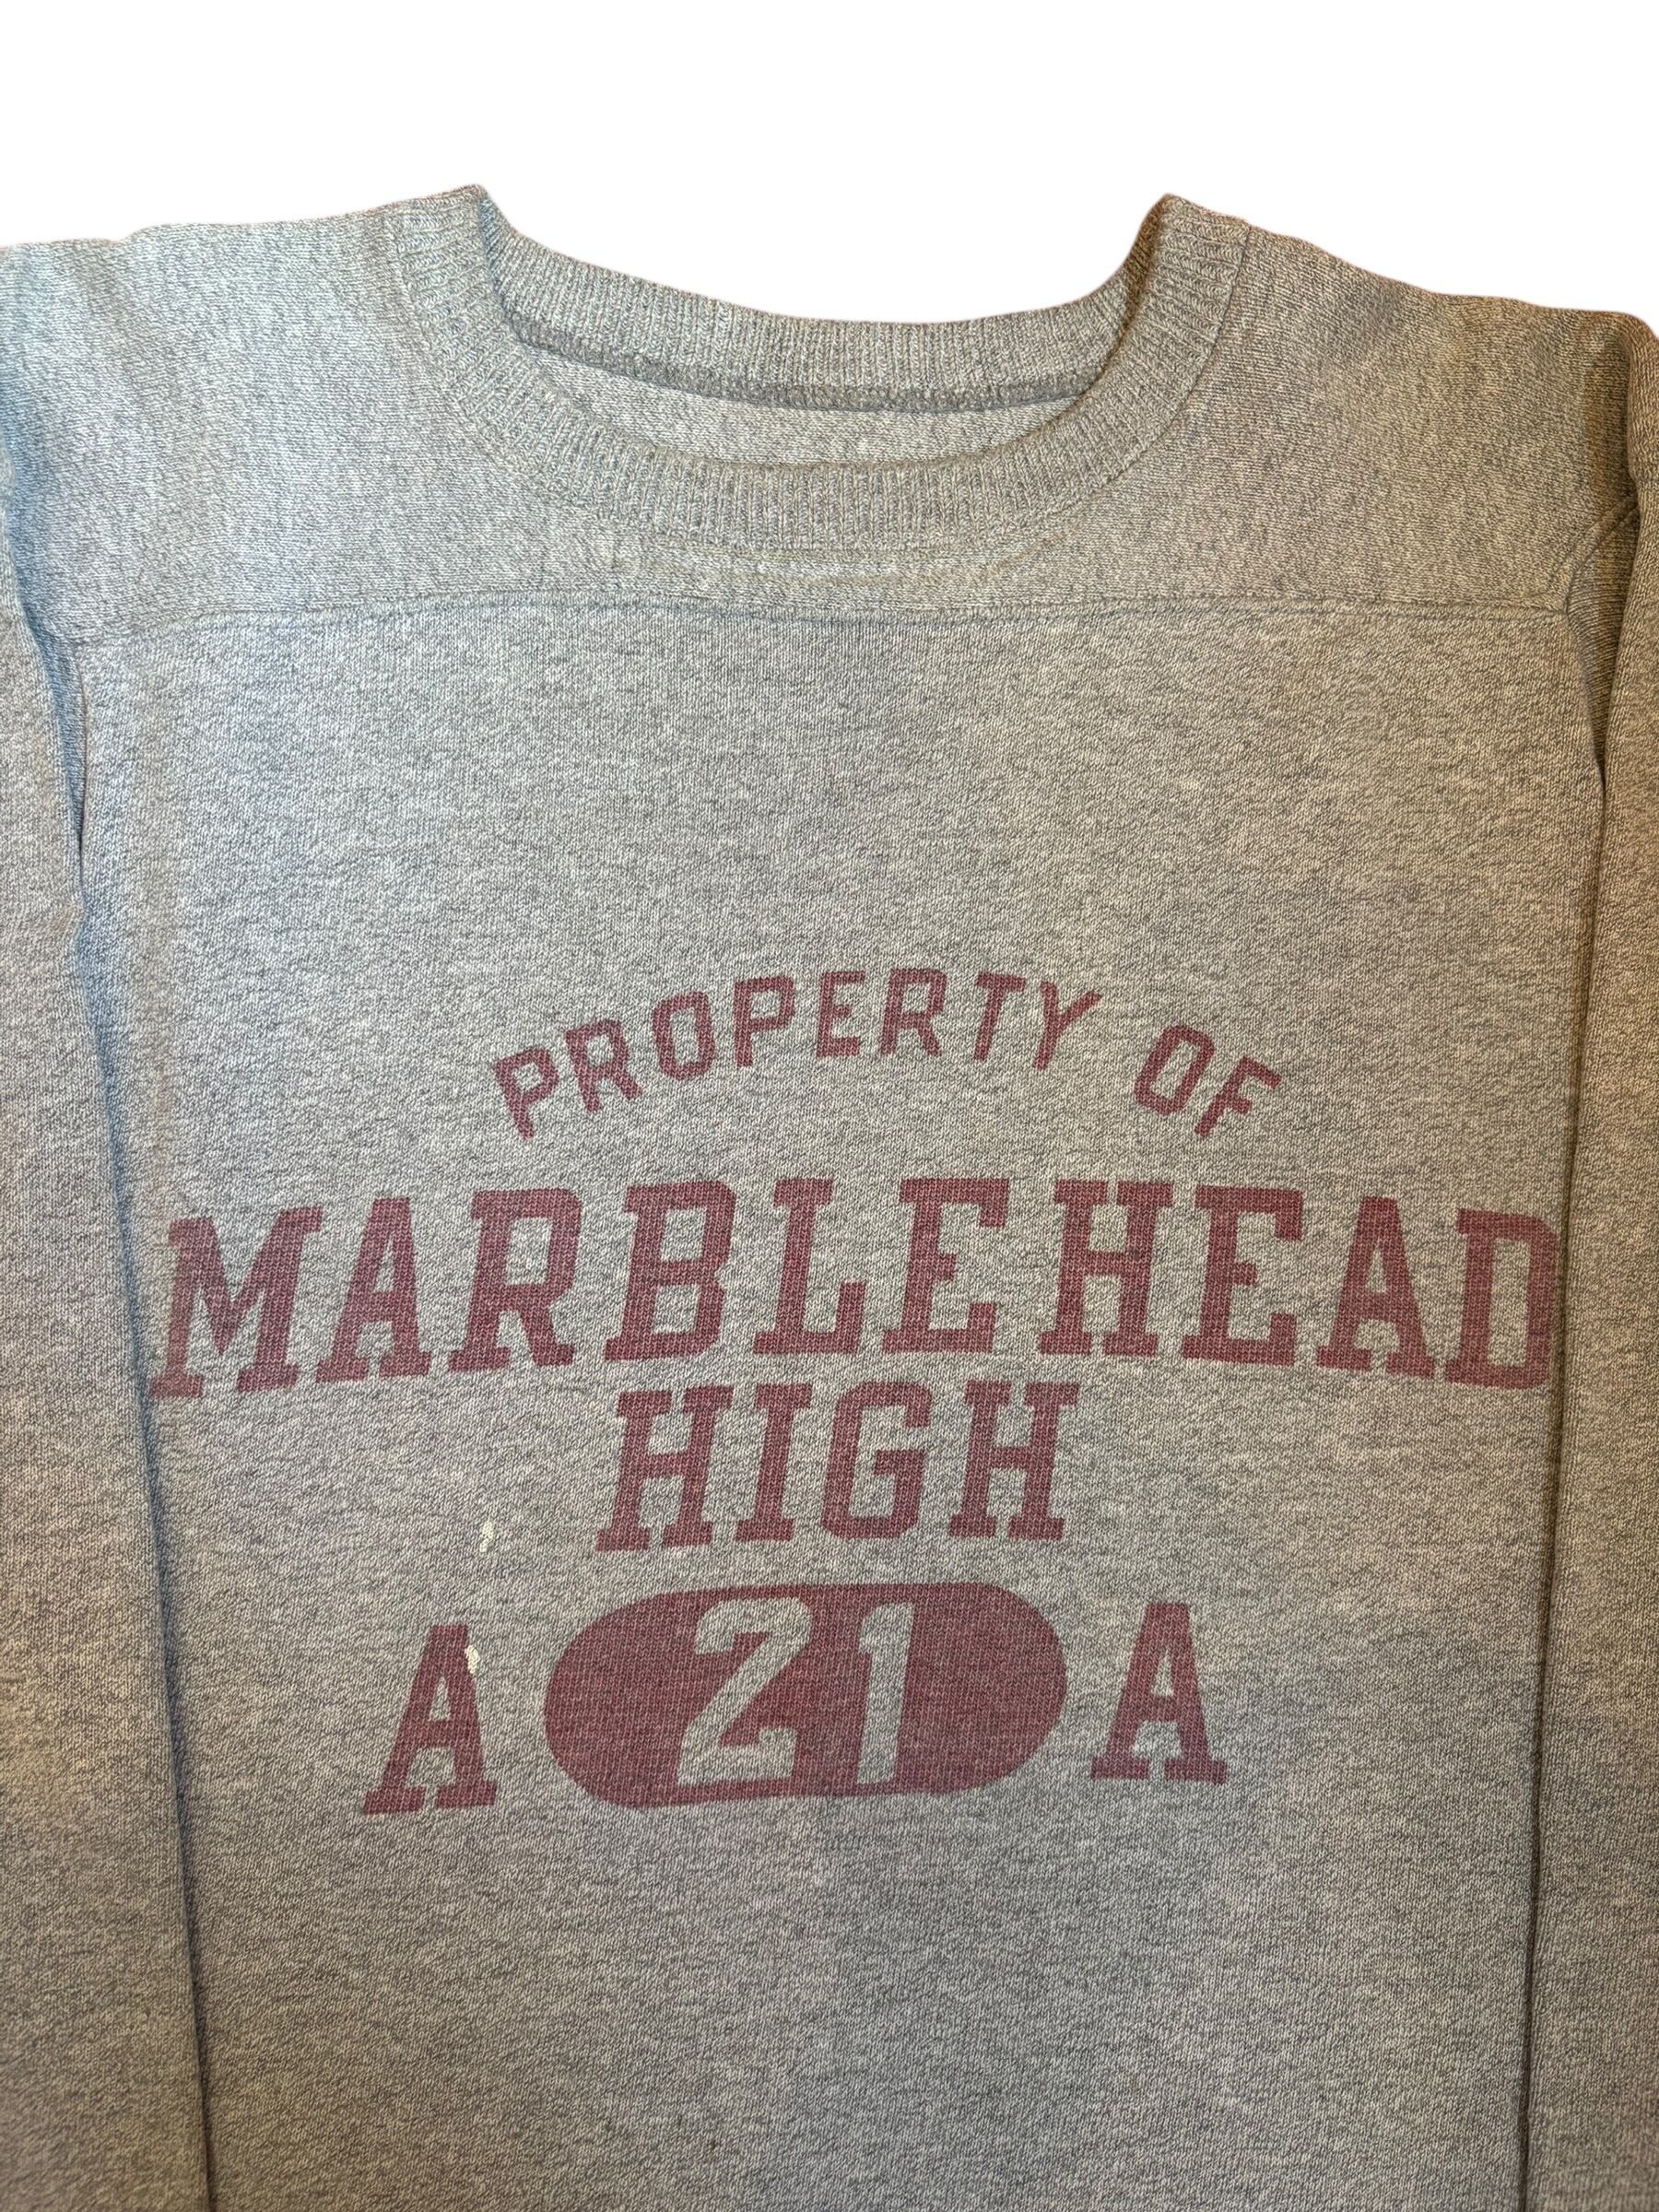 PROPERTY OF
MARBLEHEAD
HIGH
A 21 A